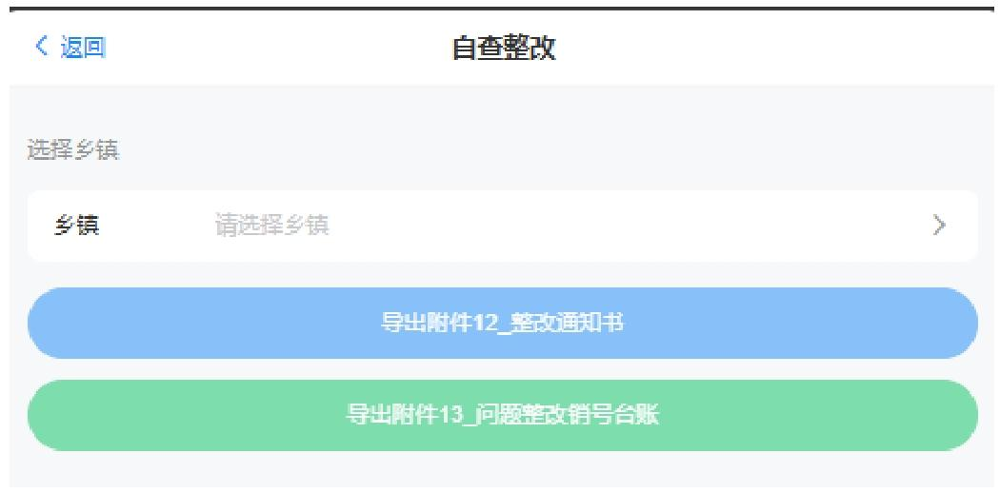 返回
自查整改
选择乡镇
乡镇 请选择乡镇
导出附件12_整改通知书
导出附件13_问题整改销号台账